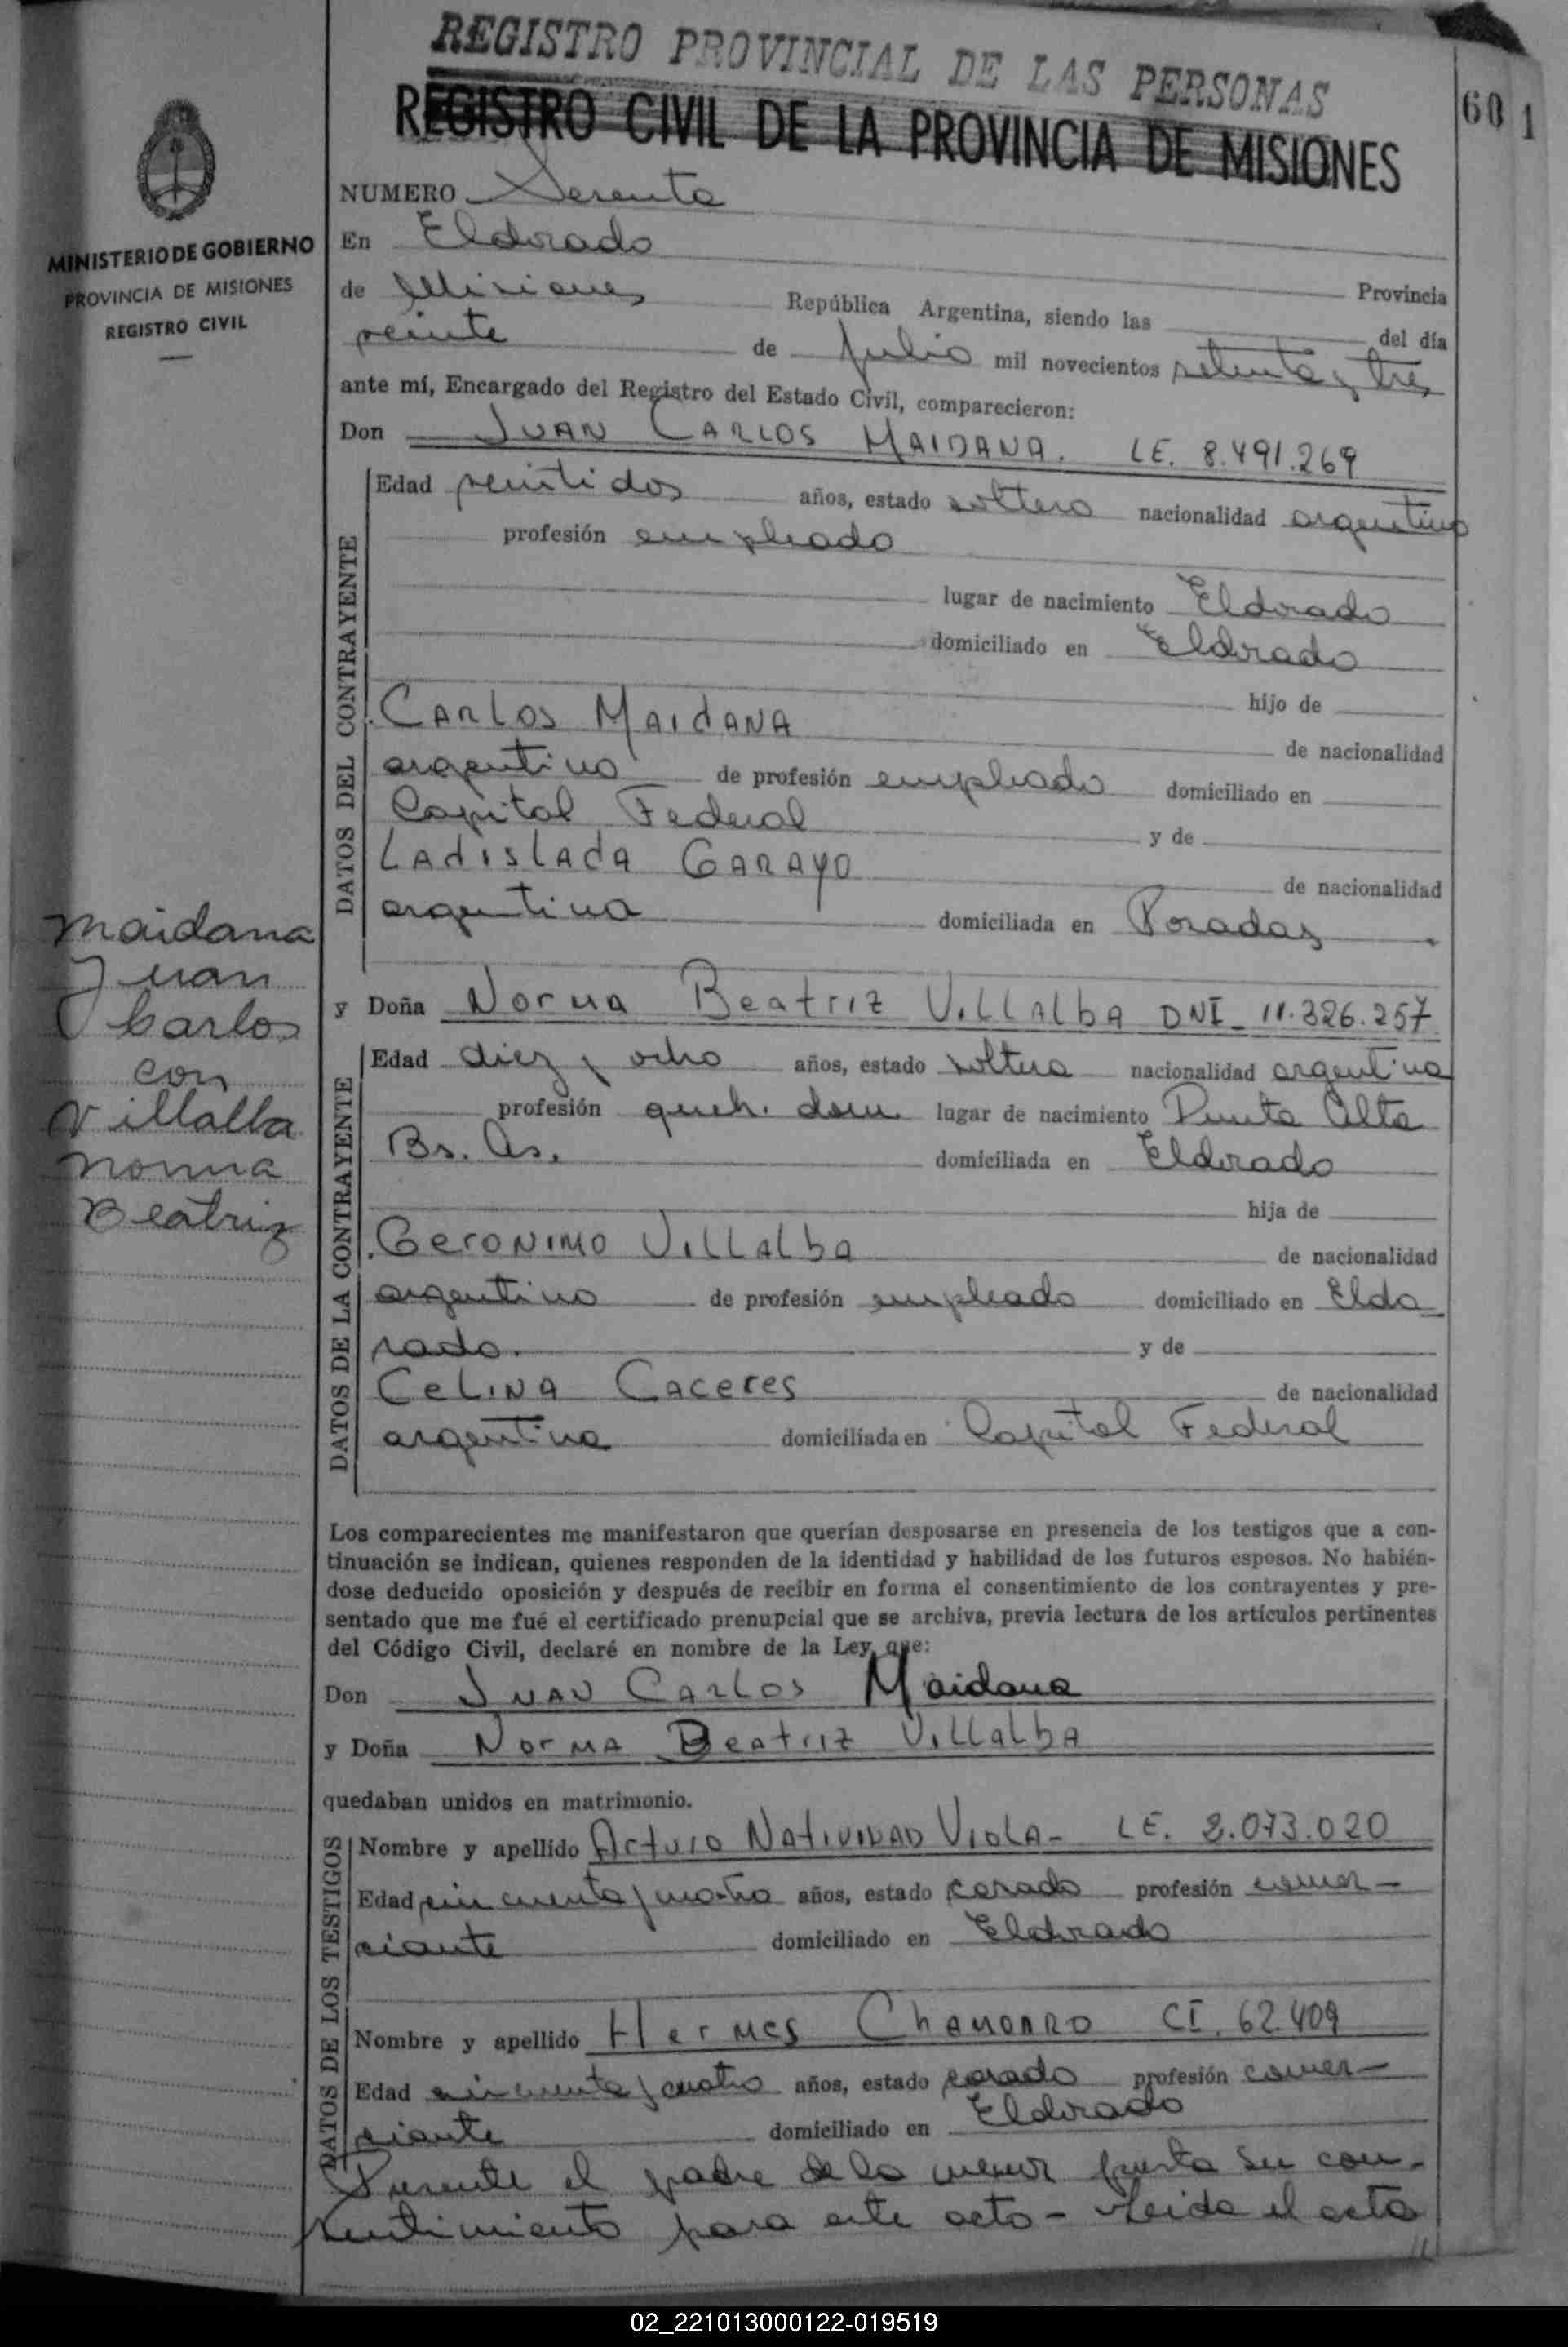 REGISTRO PROVINCIAL DE LAS PERSONAS
REGISTRO CIVIL DE LA PROVINCIA DE MISIONES
60 1
MINISTERIO DE GOBIERNO
PROVINCIA DE MISIONES
REGISTRO CIVIL
Maidana
Juan
Carlos
con
Villalba
Norma
Beatriz
NUMERO Sesenta
En Eldorado Provincia
de Misiones República Argentina, siendo las del día
veinte de Julio mil novecientos setenta y tres
ante mí, Encargado del Registro del Estado Civil, comparecieron:
Don JUAN CARLOS MAIDANA. LE. 8.491.269
DATOS DEL CONTRAYENTE
Edad veintidos años, estado soltero nacionalidad argentino
profesión empleado
lugar de nacimiento Eldorado
domiciliado en Eldorado
hijo de
CARLOS MAIDANA de nacionalidad
argentino de profesión empleado domiciliado en
Capital Federal y de
LADISLADA GARAYO de nacionalidad
argentina domiciliada en Posadas
y Doña Norma Beatriz VILLALBA DNI_ 11.326.257
DATOS DE LA CONTRAYENTE
Edad diez y ocho años, estado soltera nacionalidad argentina
profesión queh. dom. lugar de nacimiento Punta Alta
Bs. As. domiciliada en Eldorado
hija de
GERONIMO VILLALBA de nacionalidad
argentino de profesión empleado domiciliado en Eldo_
rado. y de
CELINA CACERES de nacionalidad
argentina domiciliada en Capital Federal
Los comparecientes me manifestaron que querían desposarse en presencia de los testigos que a con-
tinuación se indican, quienes responden de la identidad y habilidad de los futuros esposos. No habién-
dose deducido oposición y después de recibir en forma el consentimiento de los contrayentes y pre-
sentado que me fué el certificado prenupcial que se archiva, previa lectura de los artículos pertinentes
del Código Civil, declaré en nombre de la Ley que:
Don JUAN CARLOS Maidana
y Doña NORMA Beatriz VILLALBA
quedaban unidos en matrimonio.
DATOS DE LOS TESTIGOS
Nombre y apellido Arturo NATIVIDAD VIOLA- LE. 2.073.020
Edad cincuenta y cuatro años, estado casado profesión comer-
ciante domiciliado en Eldorado
Nombre y apellido Hermes CHAMORRO CI. 62.409
Edad cincuenta y cuatro años, estado casado profesión comer-
ciante domiciliado en Eldorado
Presente el padre de la menor presta su con-
sentimiento para este acto - Leida el acta
02_221013000122-019519